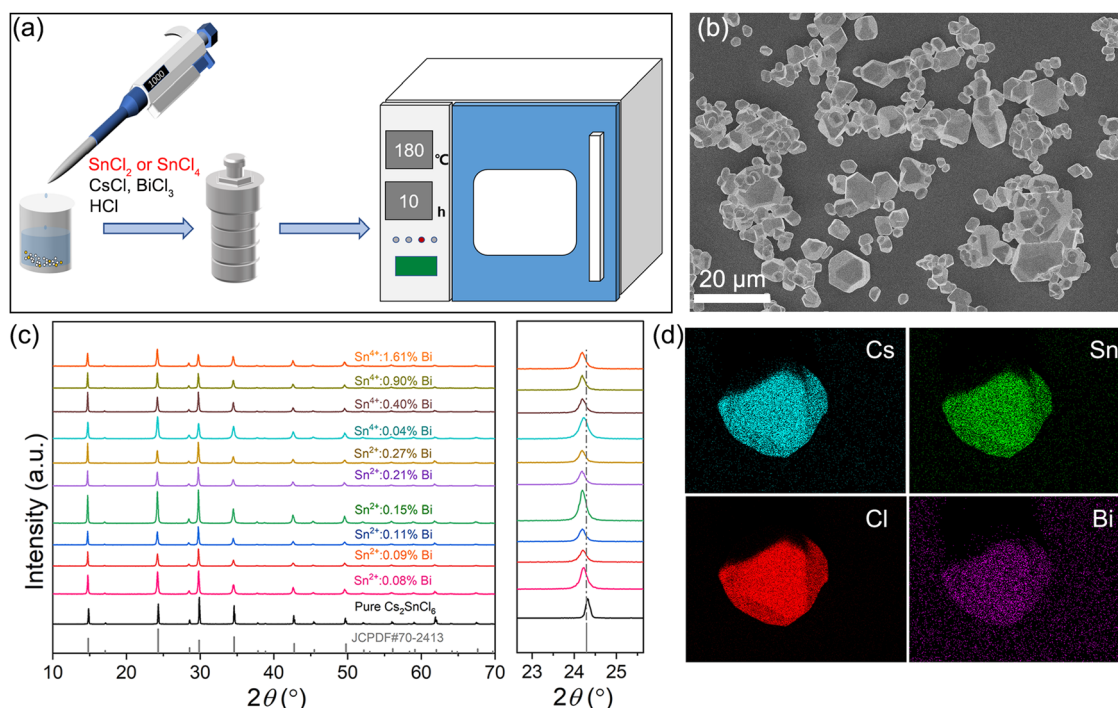 (a)
1000
SnCl₂ or SnCl₄
CsCl, BiCl₃
HCl
180 ℃
10 h
(b)
20 μm
(c)
Intensity (a.u.)
Sn⁴⁺:1.61% Bi
Sn⁴⁺:0.90% Bi
Sn⁴⁺:0.40% Bi
Sn⁴⁺:0.04% Bi
Sn²⁺:0.27% Bi
Sn²⁺:0.21% Bi
Sn²⁺:0.15% Bi
Sn²⁺:0.11% Bi
Sn²⁺:0.09% Bi
Sn²⁺:0.08% Bi
Pure Cs₂SnCl₆
JCPDF#70-2413
10 20 30 40 50 60 70
2θ (°)
23 24 25
2θ (°)
(d)
Cs
Sn
Cl
Bi